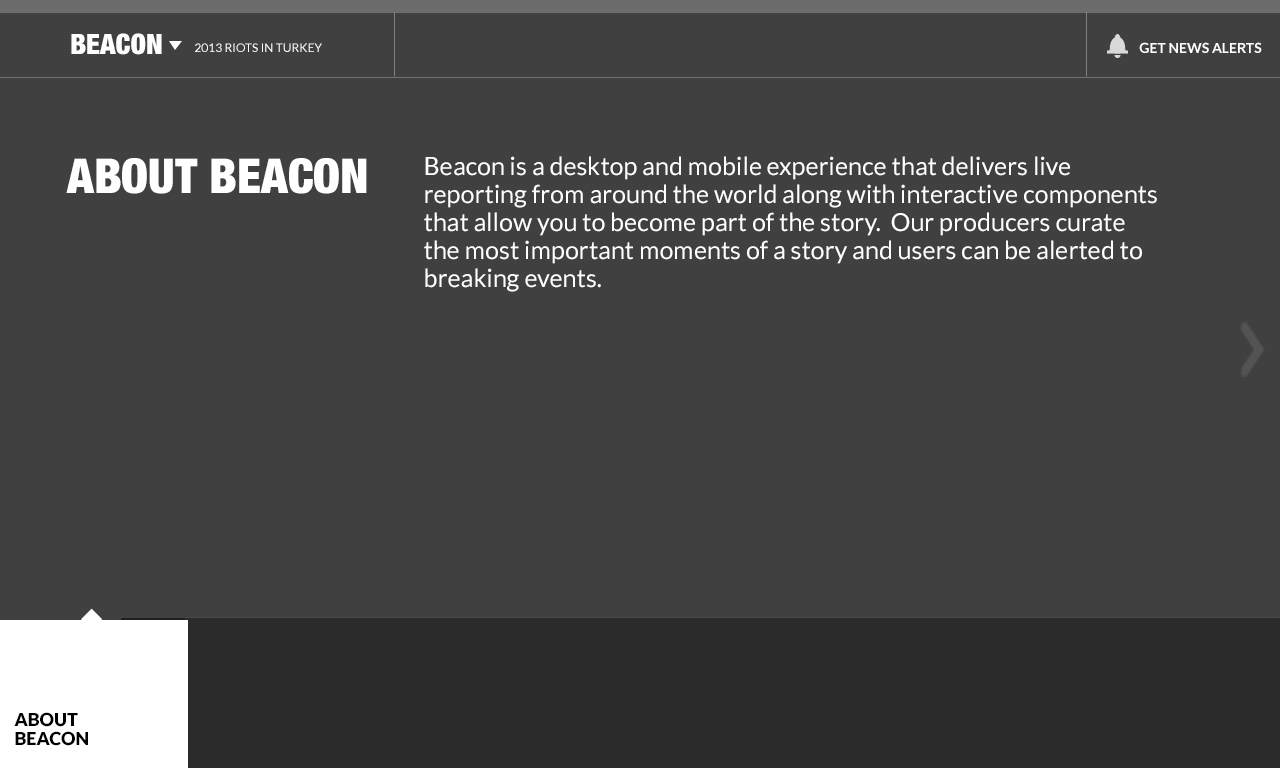 BEACON 2013 RIOTS IN TURKEY GET NEWS ALERTS
ABOUT BEACON
Beacon is a desktop and mobile experience that delivers live
reporting from around the world along with interactive components
that allow you to become part of the story.  Our producers curate
the most important moments of a story and users can be alerted to
breaking events.
ABOUT
BEACON